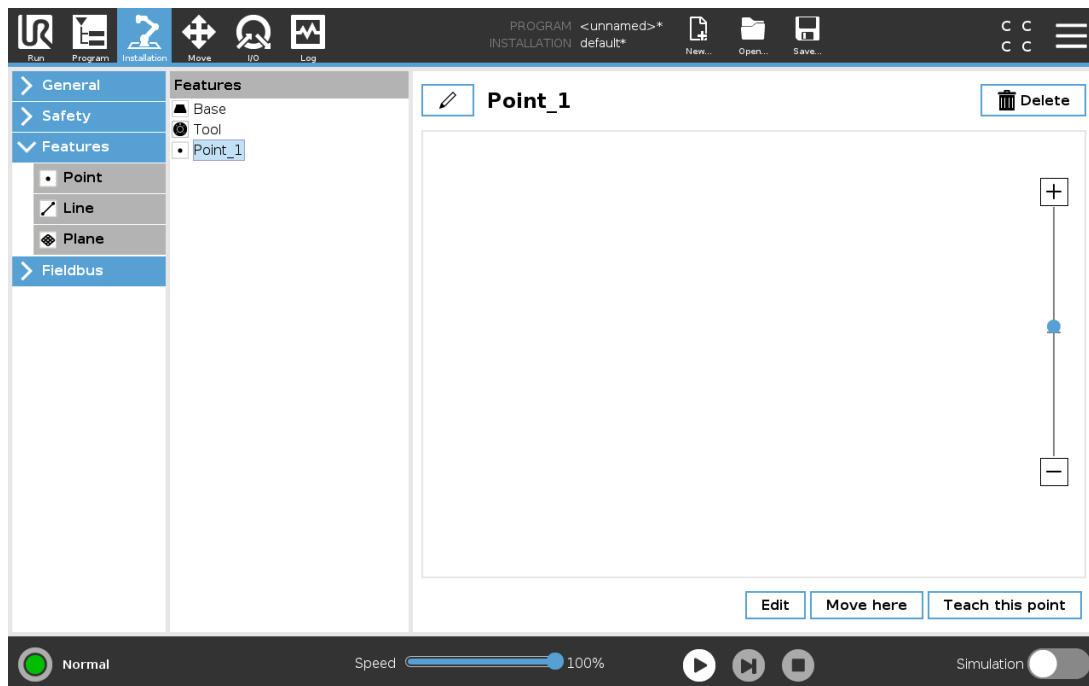 PROGRAM <unnamed>*
INSTALLATION default*
C C
C C
Run Program Installation Move I/O Log
New... Open... Save...
General
Safety
Features
Point
Line
Plane
Fieldbus
Features
Base
Tool
Point_1
Point_1
Delete
Edit
Move here
Teach this point
Normal
Speed 100%
Simulation